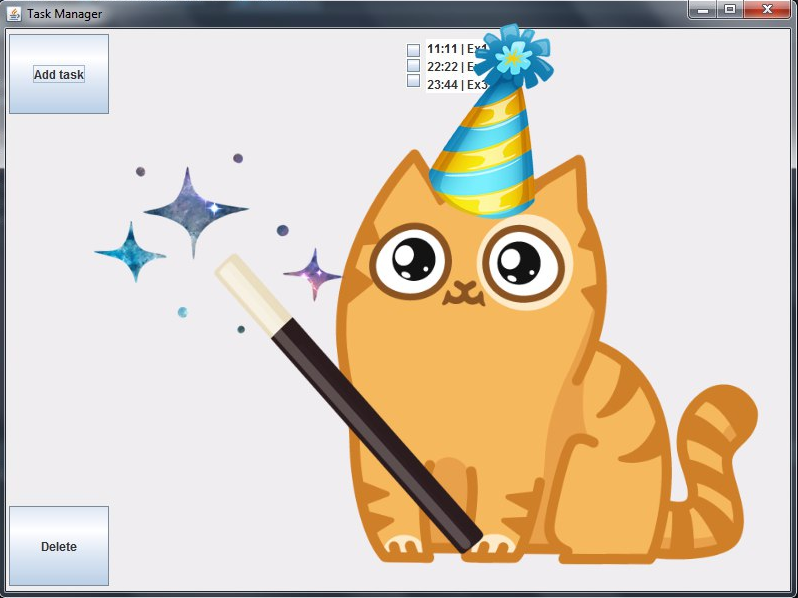 Task Manager
Add task
11:11 | Ex1
22:22 | E
23:44 | Ex3
Delete